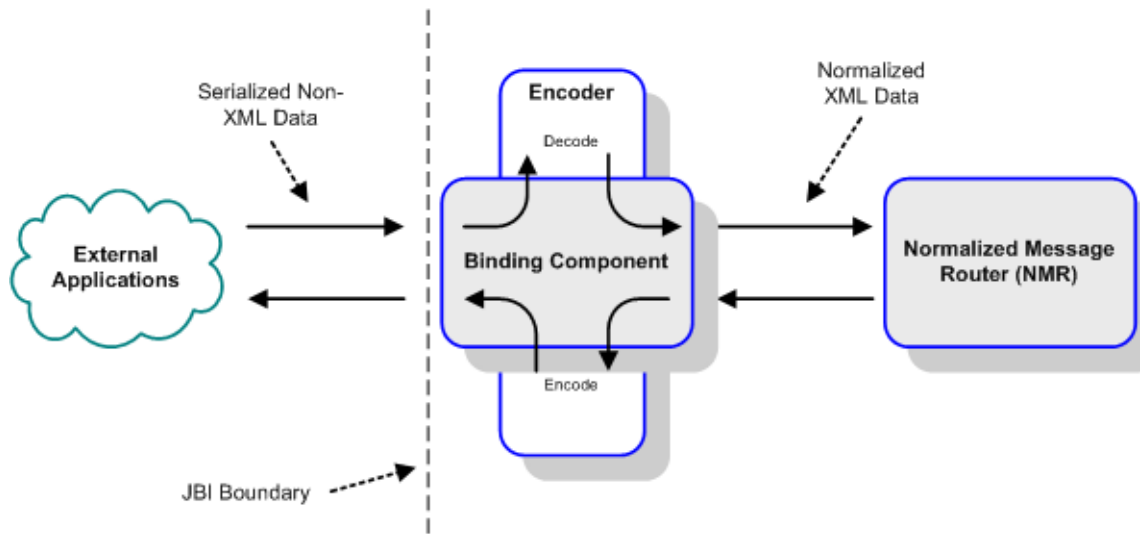 Serialized Non-
XML Data
Encoder
Decode
Normalized
XML Data
External
Applications
Binding Component
Normalized Message
Router (NMR)
Encode
JBI Boundary